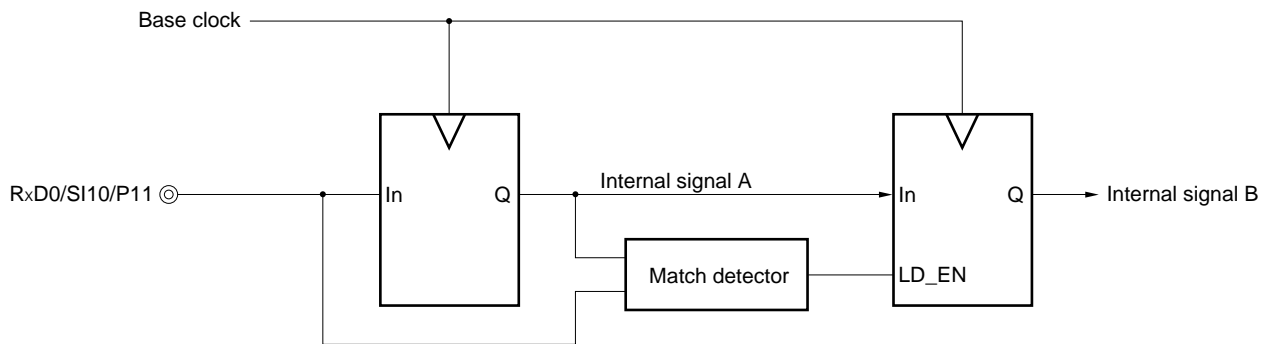 Base clock
RxD0/SI10/P11
In
Q
Internal signal A
In
Q
Internal signal B
Match detector
LD_EN